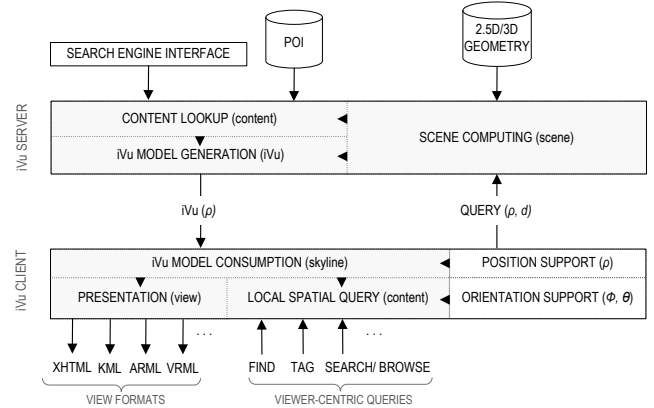 2.5D/3D
GEOMETRY
POI
SEARCH ENGINE INTERFACE
iVu SERVER
CONTENT LOOKUP (content)
SCENE COMPUTING (scene)
iVu MODEL GENERATION (iVu)
iVu (ρ)
QUERY (ρ, d)
iVu CLIENT
iVu MODEL CONSUMPTION (skyline)
POSITION SUPPORT (ρ)
PRESENTATION (view)
LOCAL SPATIAL QUERY (content)
ORIENTATION SUPPORT (Φ, θ)
. . .
. . .
XHTML KML ARML VRML
FIND TAG SEARCH/ BROWSE
VIEW FORMATS
VIEWER-CENTRIC QUERIES